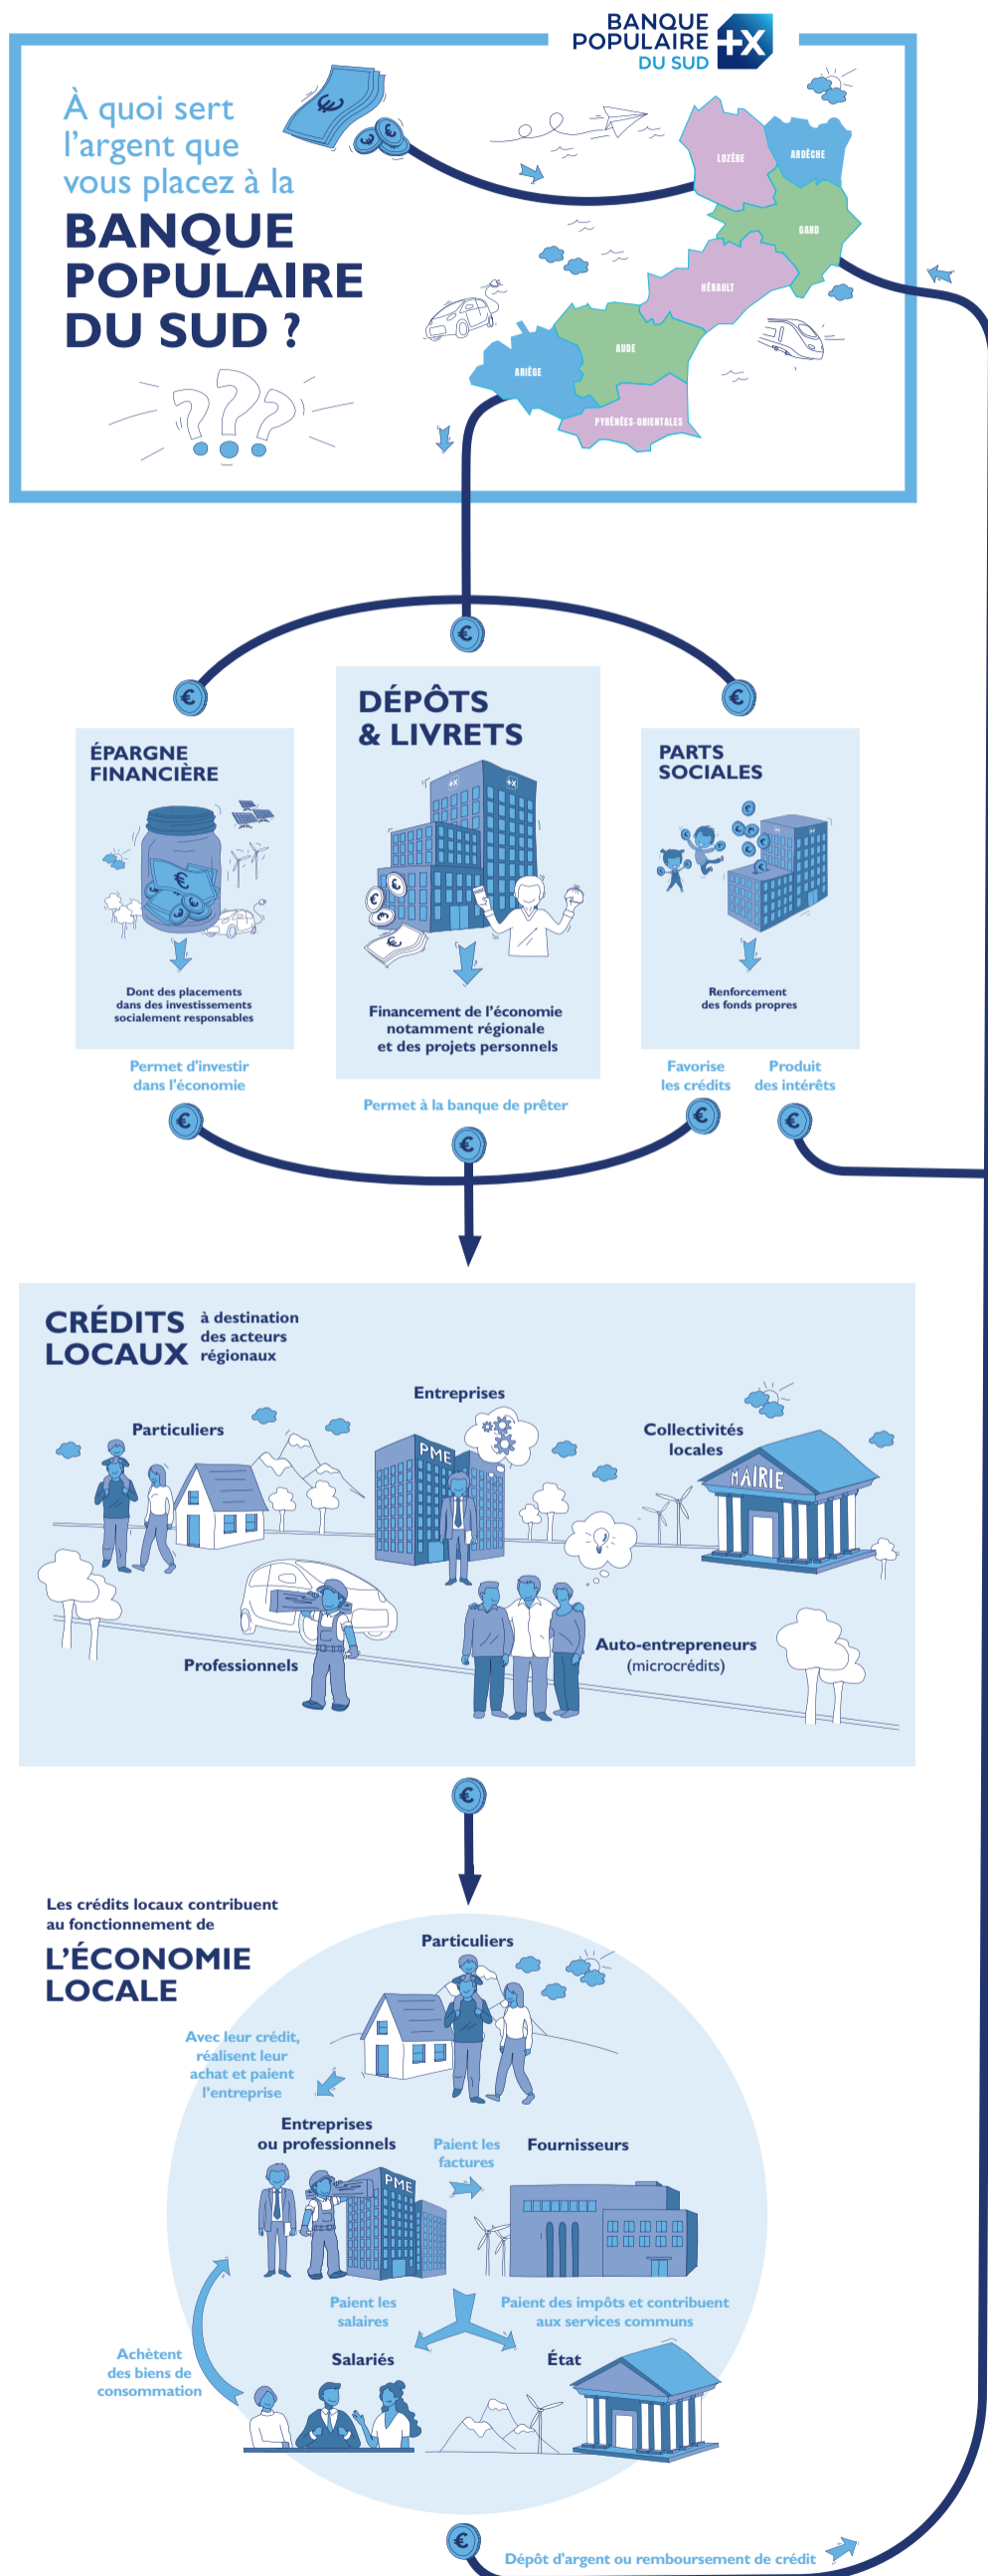 BANQUE
POPULAIRE
DU SUD
À quoi sert
l'argent que
vous placez à la
BANQUE
POPULAIRE
DU SUD ?
LOZÈRE
ARDÈCHE
GARD
HÉRAULT
AUDE
ARIÈGE
PYRÉNÉES-ORIENTALES
ÉPARGNE
FINANCIÈRE
Dont des placements
dans des investissements
socialement responsables
Permet d'investir
dans l'économie
DÉPÔTS
& LIVRETS
Financement de l'économie
notamment régionale
et des projets personnels
Permet à la banque de prêter
PARTS
SOCIALES
Renforcement
des fonds propres
Favorise
les crédits
Produit
des intérêts
CRÉDITS
LOCAUX
à destination
des acteurs
régionaux
Particuliers
Entreprises
PME
Collectivités
locales
MAIRIE
Professionnels
Auto-entrepreneurs
(microcrédits)
Les crédits locaux contribuent
au fonctionnement de
L'ÉCONOMIE
LOCALE
Particuliers
Avec leur crédit,
réalisent leur
achat et paient
l'entreprise
Entreprises
ou professionnels
PME
Paient les
factures
Fournisseurs
Paient les
salaires
Paient des impôts et contribuent
aux services communs
Salariés
État
Achètent
des biens de
consommation
Dépôt d'argent ou remboursement de crédit